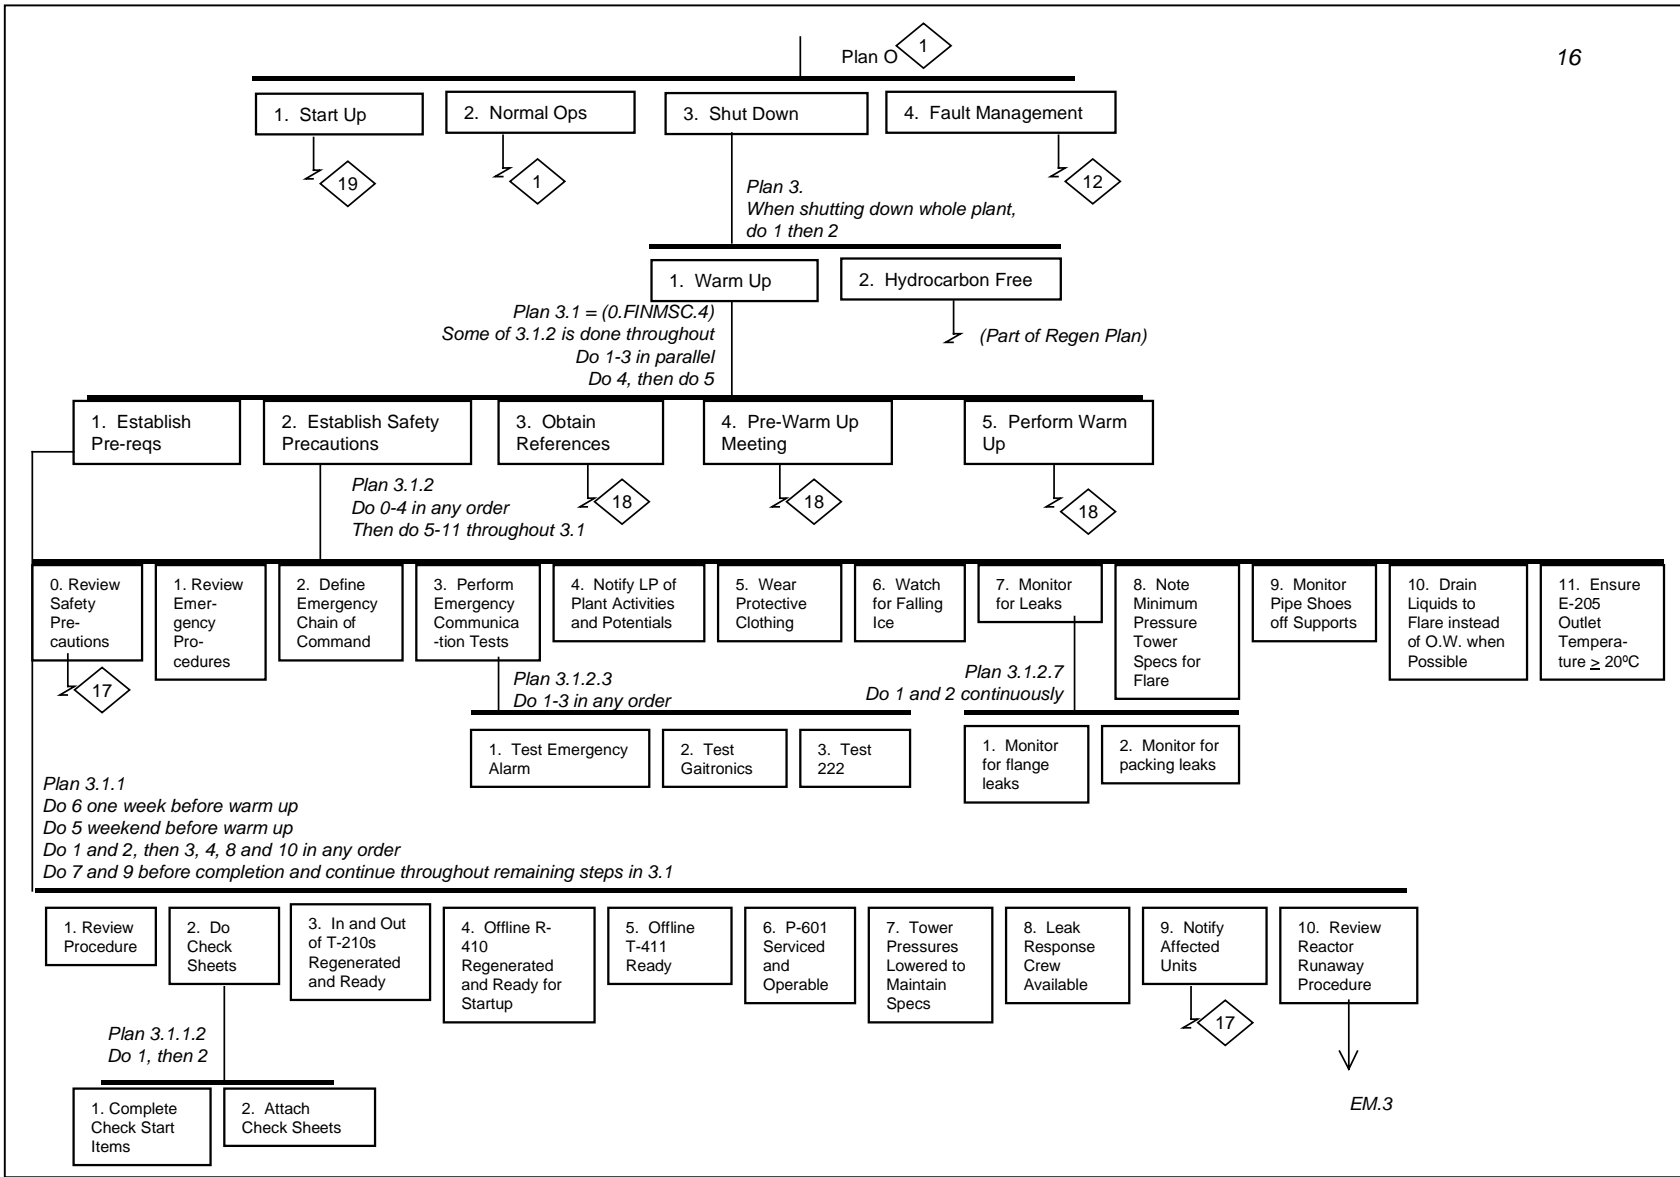 Plan O
1
16
1. Start Up
2. Normal Ops
3. Shut Down
4. Fault Management
19
1
12
Plan 3.
When shutting down whole plant,
do 1 then 2
1. Warm Up
2. Hydrocarbon Free
(Part of Regen Plan)
Plan 3.1 = (0.FINMSC.4)
Some of 3.1.2 is done throughout
Do 1-3 in parallel
Do 4, then do 5
1. Establish
Pre-reqs
2. Establish Safety
Precautions
3. Obtain
References
4. Pre-Warm Up
Meeting
5. Perform Warm
Up
18
18
18
Plan 3.1.2
Do 0-4 in any order
Then do 5-11 throughout 3.1
0. Review
Safety
Pre-
cautions
1. Review
Emer-
gency
Pro-
cedures
2. Define
Emergency
Chain of
Command
3. Perform
Emergency
Communica
-tion Tests
4. Notify LP of
Plant Activities
and Potentials
5. Wear
Protective
Clothing
6. Watch
for Falling
Ice
7. Monitor
for Leaks
8. Note
Minimum
Pressure
Tower
Specs for
Flare
9. Monitor
Pipe Shoes
off Supports
10. Drain
Liquids to
Flare instead
of O.W. when
Possible
11. Ensure
E-205
Outlet
Tempera-
ture ≥ 20ºC
17
Plan 3.1.2.3
Do 1-3 in any order
Plan 3.1.2.7
Do 1 and 2 continuously
1. Test Emergency
Alarm
2. Test
Gaitronics
3. Test
222
1. Monitor
for flange
leaks
2. Monitor for
packing leaks
Plan 3.1.1
Do 6 one week before warm up
Do 5 weekend before warm up
Do 1 and 2, then 3, 4, 8 and 10 in any order
Do 7 and 9 before completion and continue throughout remaining steps in 3.1
1. Review
Procedure
2. Do
Check
Sheets
3. In and Out
of T-210s
Regenerated
and Ready
4. Offline R-
410
Regenerated
and Ready for
Startup
5. Offline
T-411
Ready
6. P-601
Serviced
and
Operable
7. Tower
Pressures
Lowered to
Maintain
Specs
8. Leak
Response
Crew
Available
9. Notify
Affected
Units
10. Review
Reactor
Runaway
Procedure
17
Plan 3.1.1.2
Do 1, then 2
1. Complete
Check Start
Items
2. Attach
Check Sheets
EM.3